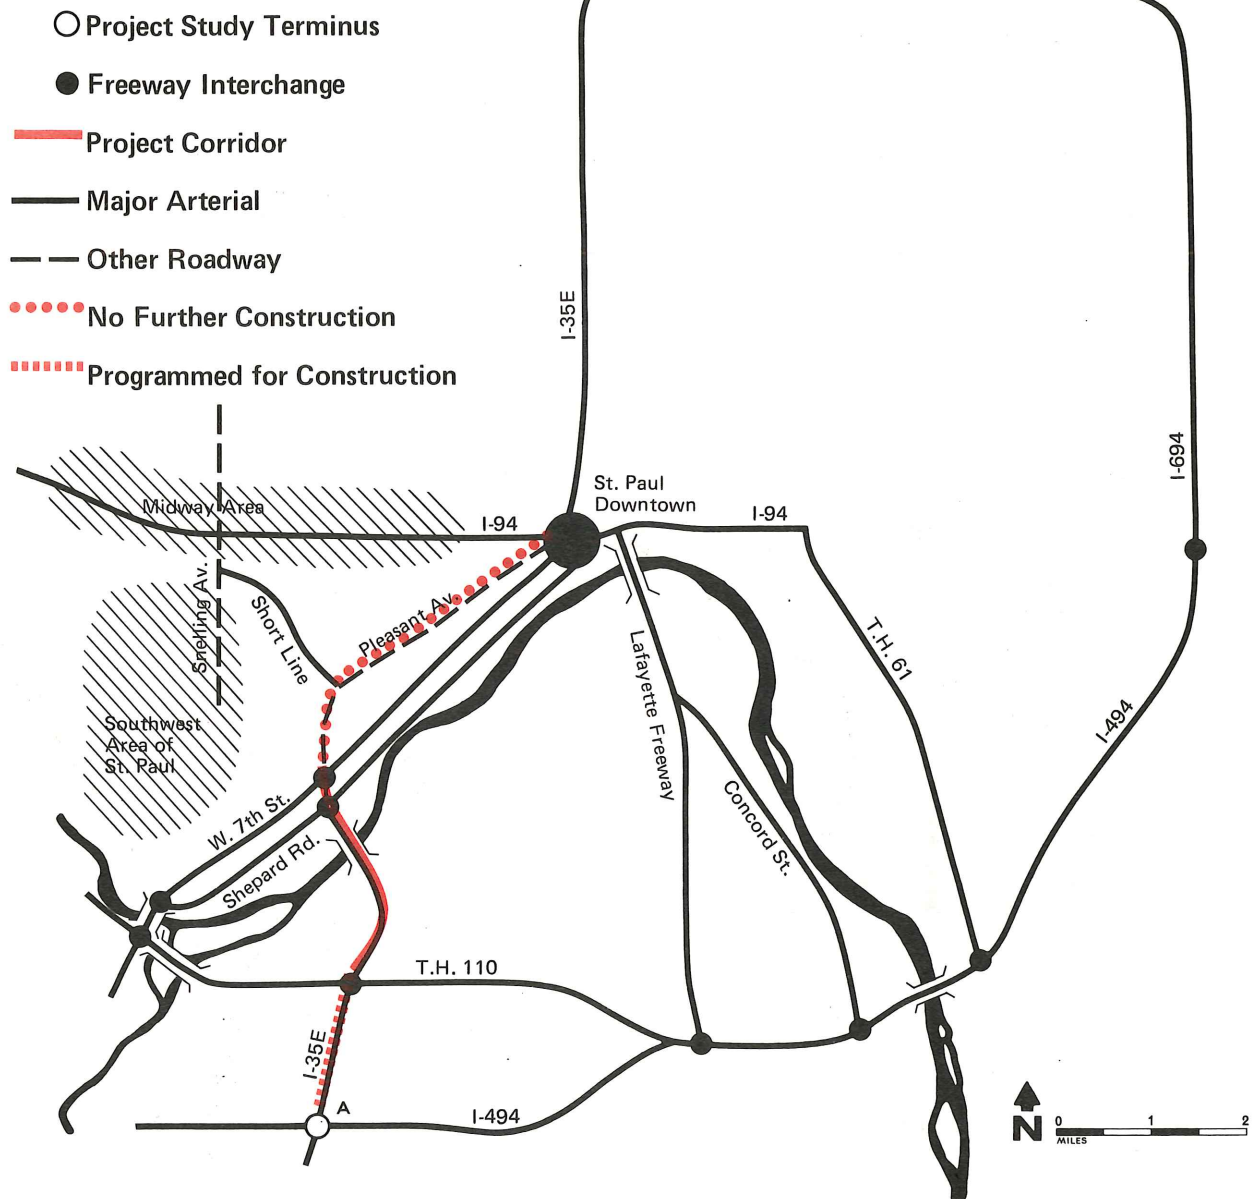 Project Study Terminus
Freeway Interchange
Project Corridor
Major Arterial
Other Roadway
No Further Construction
Programmed for Construction
I-35E
I-694
St. Paul
Downtown
Midway Area
I-94
I-94
Snelling Av.
Short Line
Pleasant Av.
Lafayette Freeway
T.H. 61
I-494
Southwest
Area of
St. Paul
W. 7th St.
Shepard Rd.
Concord St.
T.H. 110
I-35E
A
I-494
N
0 1 2
MILES